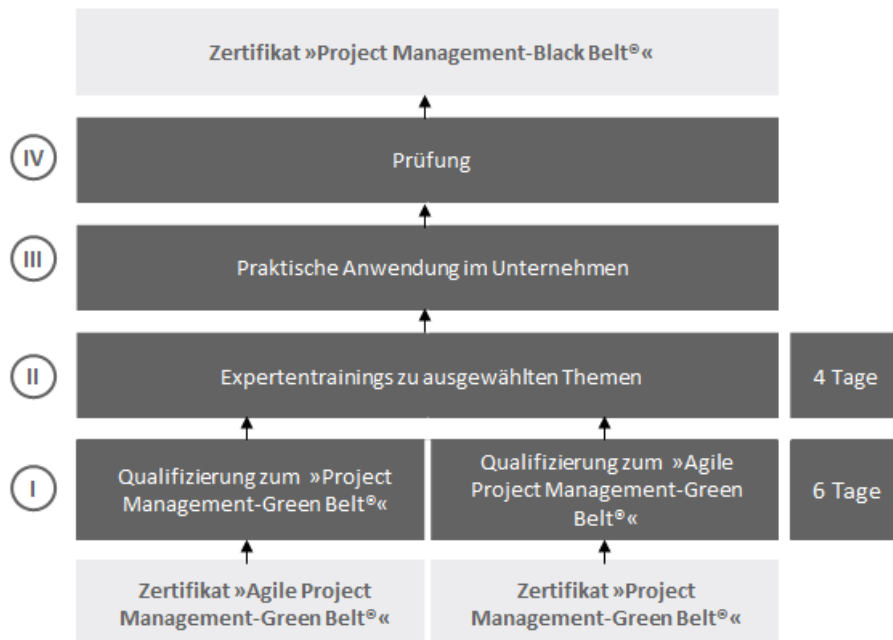 Zertifikat »Project Management-Black Belt®«
IV
Prüfung
III
Praktische Anwendung im Unternehmen
II
Expertentrainings zu ausgewählten Themen
4 Tage
I
Qualifizierung zum »Project
Management-Green Belt®«
Qualifizierung zum »Agile
Project Management-Green
Belt®«
6 Tage
Zertifikat »Agile Project
Management-Green Belt®«
Zertifikat »Project
Management-Green Belt®«